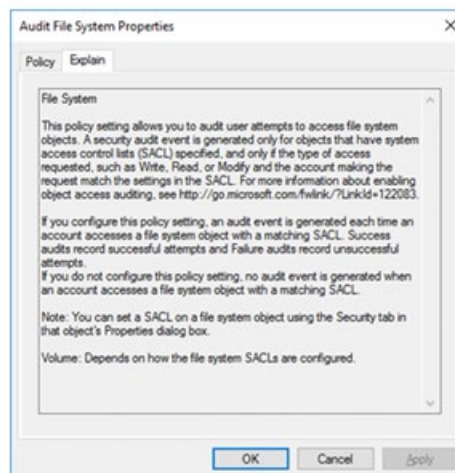 Audit File System Properties
Policy
Explain
File System
This policy setting allows you to audit user attempts to access file system
objects. A security audit event is generated only for objects that have system
access control lists (SACL) specified, and only if the type of access
requested, such as Write, Read, or Modify and the account making the
request match the settings in the SACL. For more information about enabling
object access auditing, see http://go.microsoft.com/fwlink/?LinkId=122083.
If you configure this policy setting, an audit event is generated each time an
account accesses a file system object with a matching SACL. Success
audits record successful attempts and Failure audits record unsuccessful
attempts.
If you do not configure this policy setting, no audit event is generated when
an account accesses a file system object with a matching SACL.
Note: You can set a SACL on a file system object using the Security tab in
that object's Properties dialog box.
Volume: Depends on how the file system SACLs are configured.
OK
Cancel
Apply